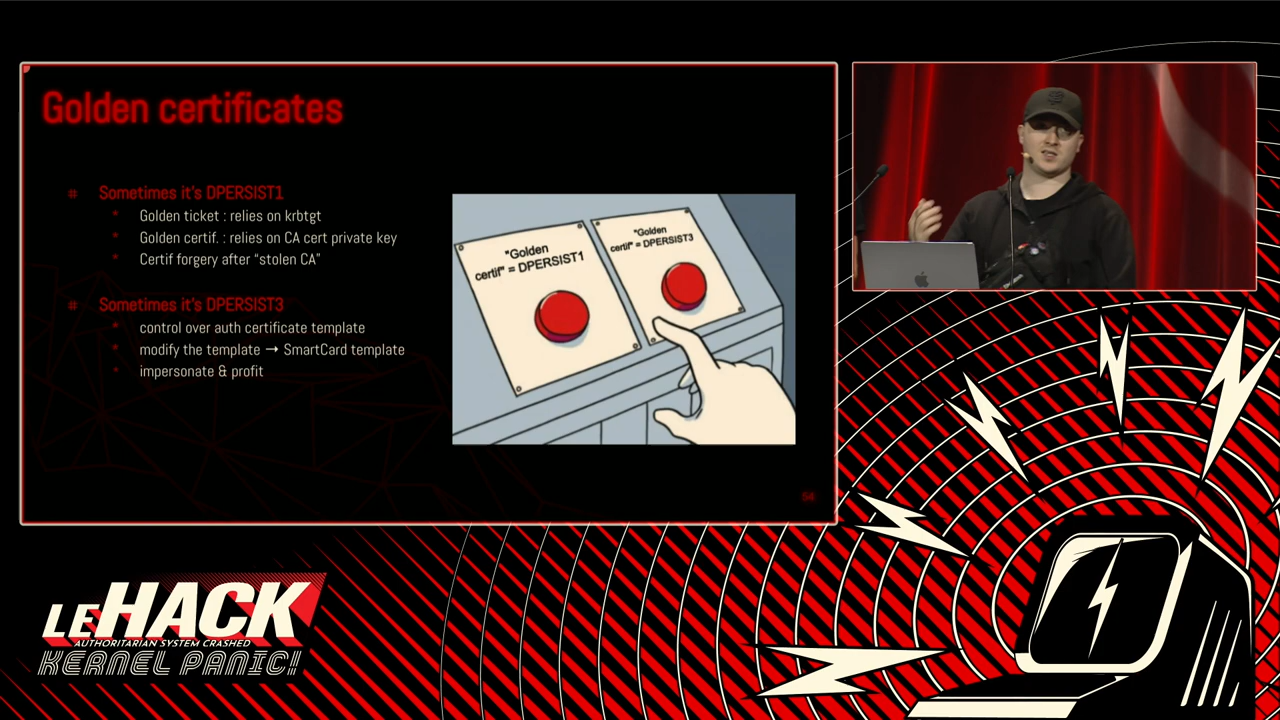 Golden certificates
# Sometimes it's DPERSIST1
* Golden ticket : relies on krbtgt
* Golden certif. : relies on CA cert private key
* Certif forgery after “stolen CA”
# Sometimes it's DPERSIST3
* control over auth certificate template
* modify the template → SmartCard template
* impersonate & profit
"Golden
certif" = DPERSIST1
"Golden
certif" = DPERSIST3
54
LEHACK
AUTHORITARIAN SYSTEM CRASHED
KERNEL PANIC!